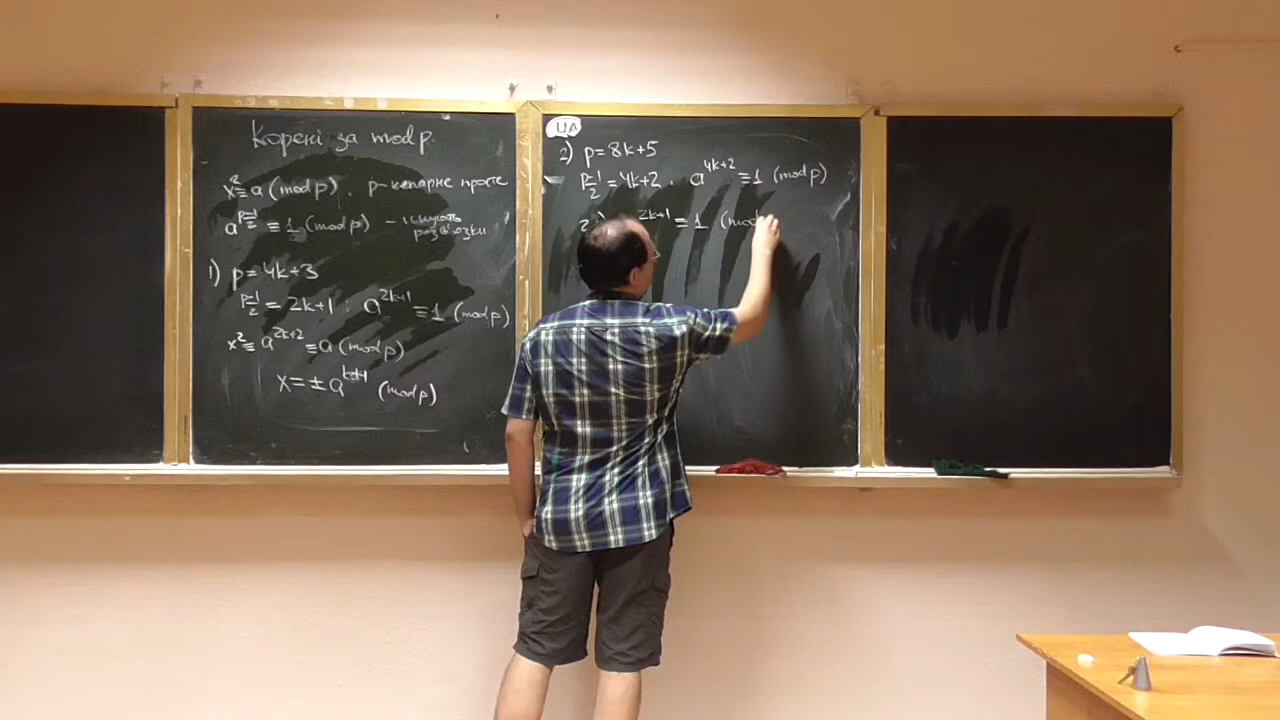 Корені за mod p.
x² ≡ a (mod p), p - непарне просте
a^((p-1)/2) ≡ 1 (mod p) - існують розв'язки
1) p = 4k+3
(p-1)/2 = 2k+1 : a^(2k+1) ≡ 1 (mod p)
x² ≡ a^(2k+2) ≡ a (mod p)
x = ± a^(k+1) (mod p)
UA
2) p = 8k+5
(p-1)/2 = 4k+2 : a^(4k+2) ≡ 1 (mod p)
2k+1 ≡ 1 (mod